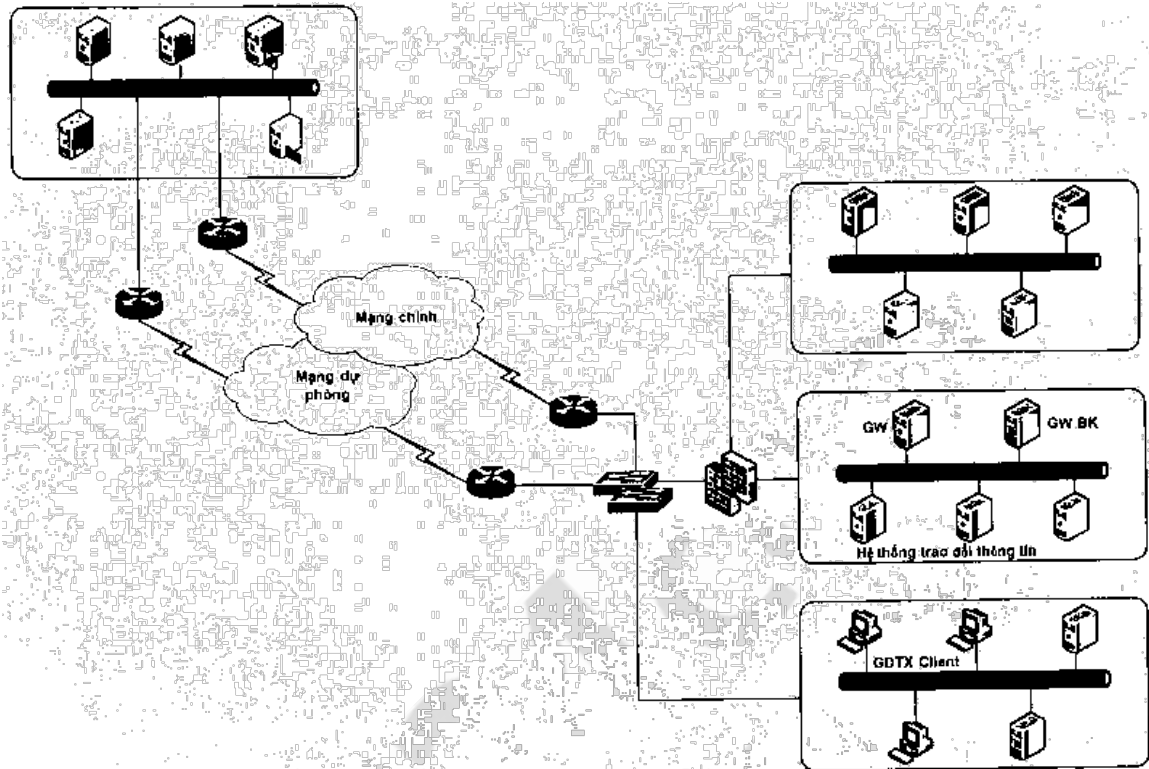 Mạng chính
Mạng dự
phòng
GW
GW BK
Hệ thống trao đổi thông tin
GDTX Client